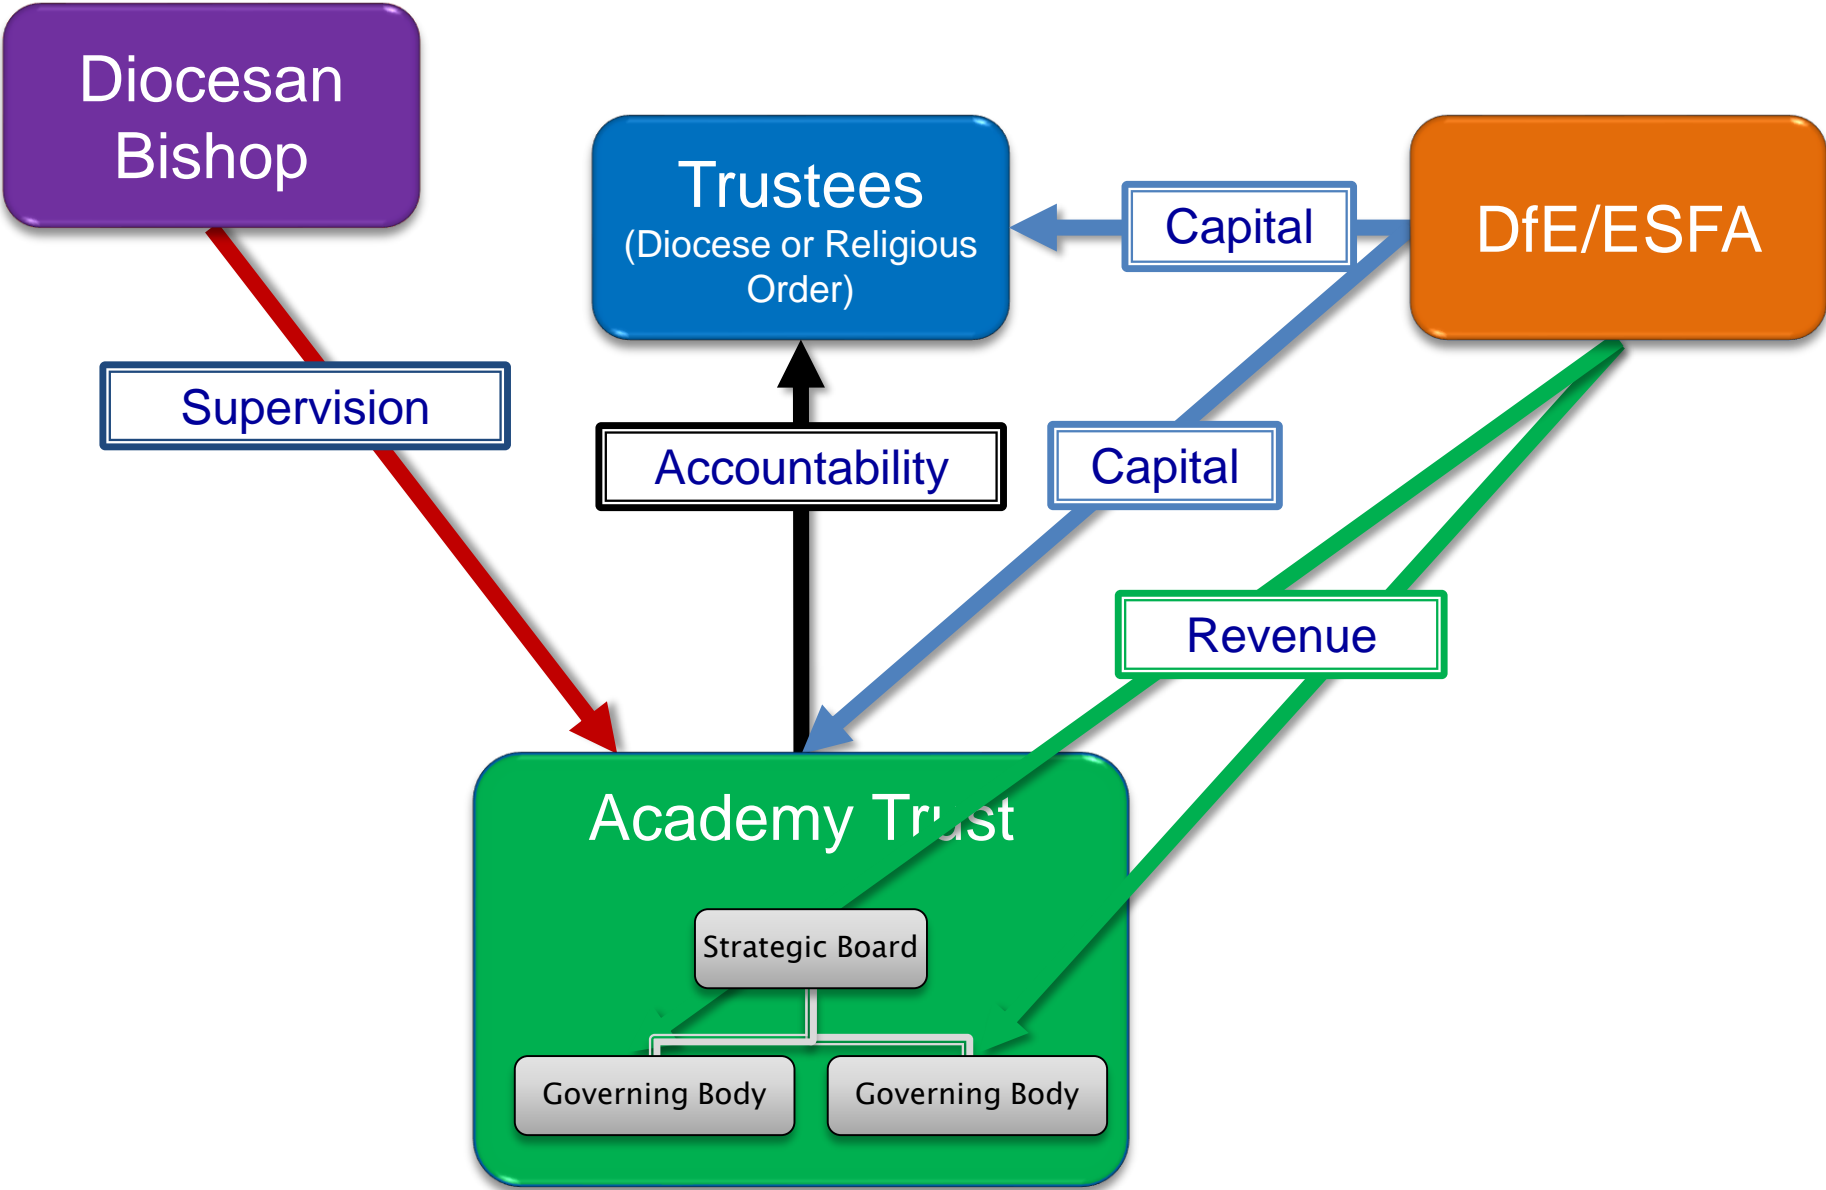 Diocesan
Bishop
Trustees
(Diocese or Religious
Order)
Capital
DfE/ESFA
Supervision
Accountability
Capital
Revenue
Academy Trust
Strategic Board
Governing Body
Governing Body